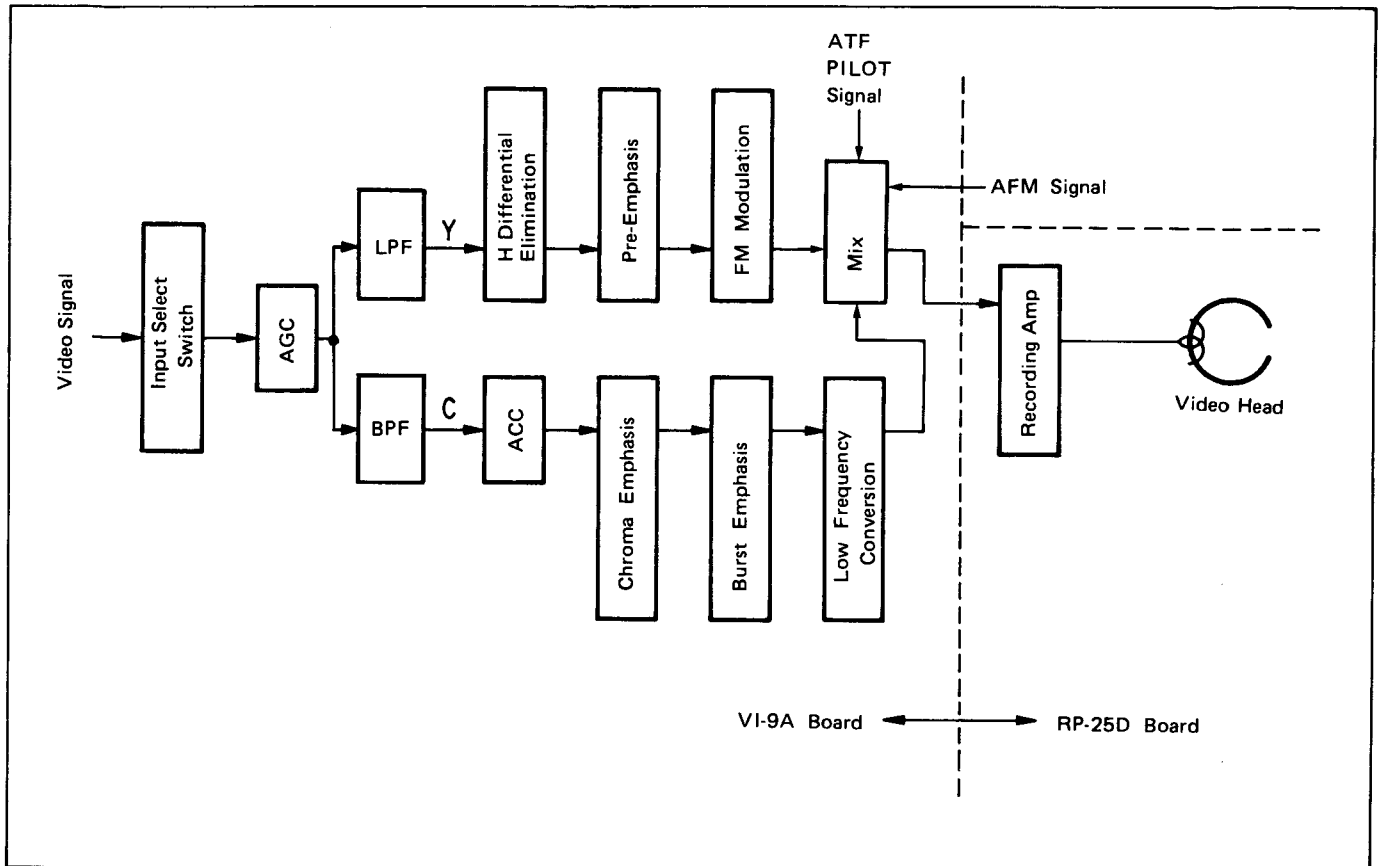 Video Signal
Input Select
Switch
AGC
LPF
Y
H Differential
Elimination
Pre-Emphasis
FM Modulation
ATF
PILOT
Signal
Mix
AFM Signal
BPF
C
ACC
Chroma Emphasis
Burst Emphasis
Low Frequency
Conversion
Recording Amp
Video Head
VI-9A Board
RP-25D Board